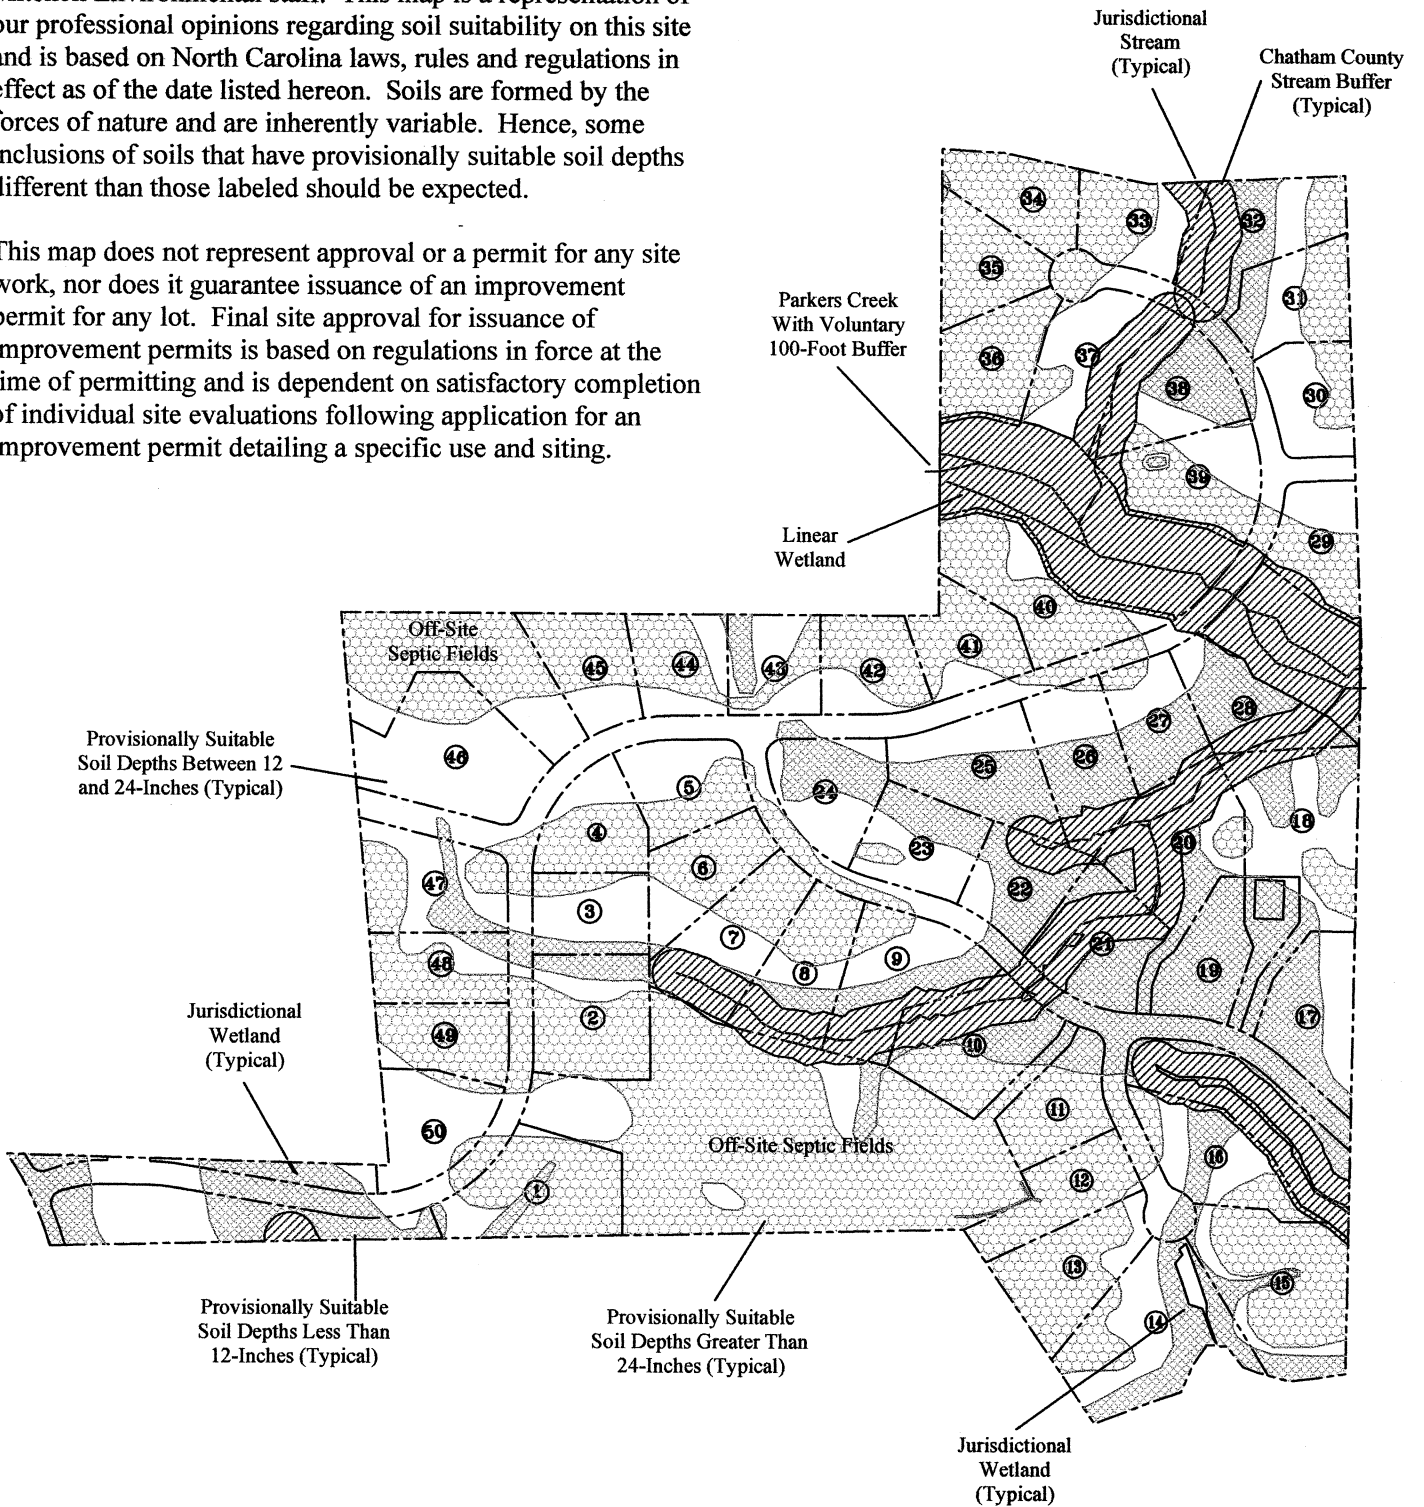 our professional opinions regarding soil suitability on this site
and is based on North Carolina laws, rules and regulations in
effect as of the date listed hereon. Soils are formed by the
forces of nature and are inherently variable. Hence, some
inclusions of soils that have provisionally suitable soil depths
different than those labeled should be expected.
This map does not represent approval or a permit for any site
work, nor does it guarantee issuance of an improvement
permit for any lot. Final site approval for issuance of
improvement permits is based on regulations in force at the
time of permitting and is dependent on satisfactory completion
of individual site evaluations following application for an
improvement permit detailing a specific use and siting.
Jurisdictional
Stream
(Typical)
Chatham County
Stream Buffer
(Typical)
34
33
32
35
31
Parkers Creek
With Voluntary
100-Foot Buffer
36
37
38
30
39
Linear
Wetland
29
40
Off-Site
Septic Fields
45
44
43
42
41
28
27
Provisionally Suitable
Soil Depths Between 12
and 24-Inches (Typical)
46
5
24
25
26
18
4
6
23
20
47
22
3
7
8
9
21
19
48
2
17
49
10
Jurisdictional
Wetland
(Typical)
11
50
Off-Site Septic Fields
16
12
1
13
15
14
Provisionally Suitable
Soil Depths Less Than
12-Inches (Typical)
Provisionally Suitable
Soil Depths Greater Than
24-Inches (Typical)
Jurisdictional
Wetland
(Typical)